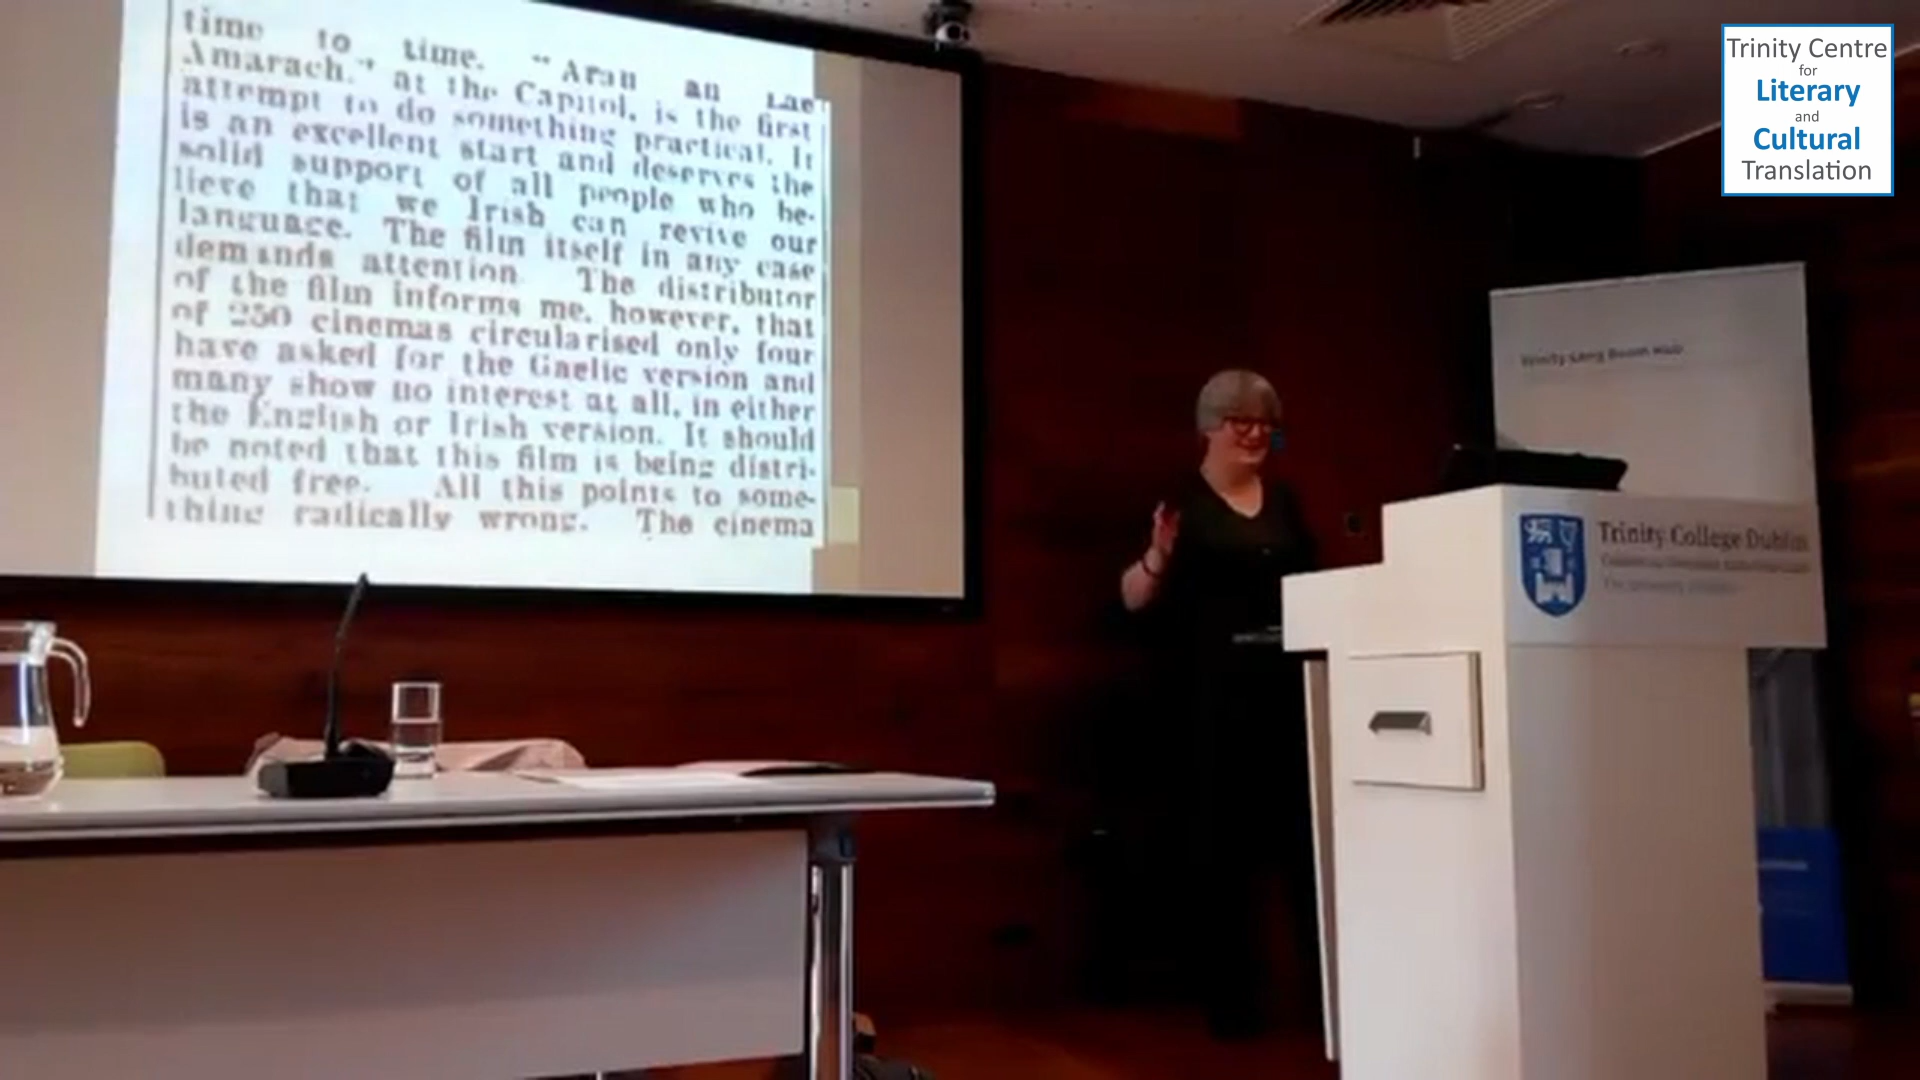 time to time. "Aran an Lae
Amarach," at the Capitol, is the first
attempt to do something practical. It
is an excellent start and deserves the
solid support of all people who be-
lieve that we Irish can revive our
language. The film itself in any case
demands attention. The distributor
of the film informs me, however, that
of 250 cinemas circularised only four
have asked for the Gaelic version and
many show no interest at all, in either
the English or Irish version. It should
be noted that this film is being distri-
buted free. All this points to some-
thing radically wrong. The cinema
Trinity Centre
for
Literary
and
Cultural
Translation
Trinity Long Room Hub
Trinity College Dublin